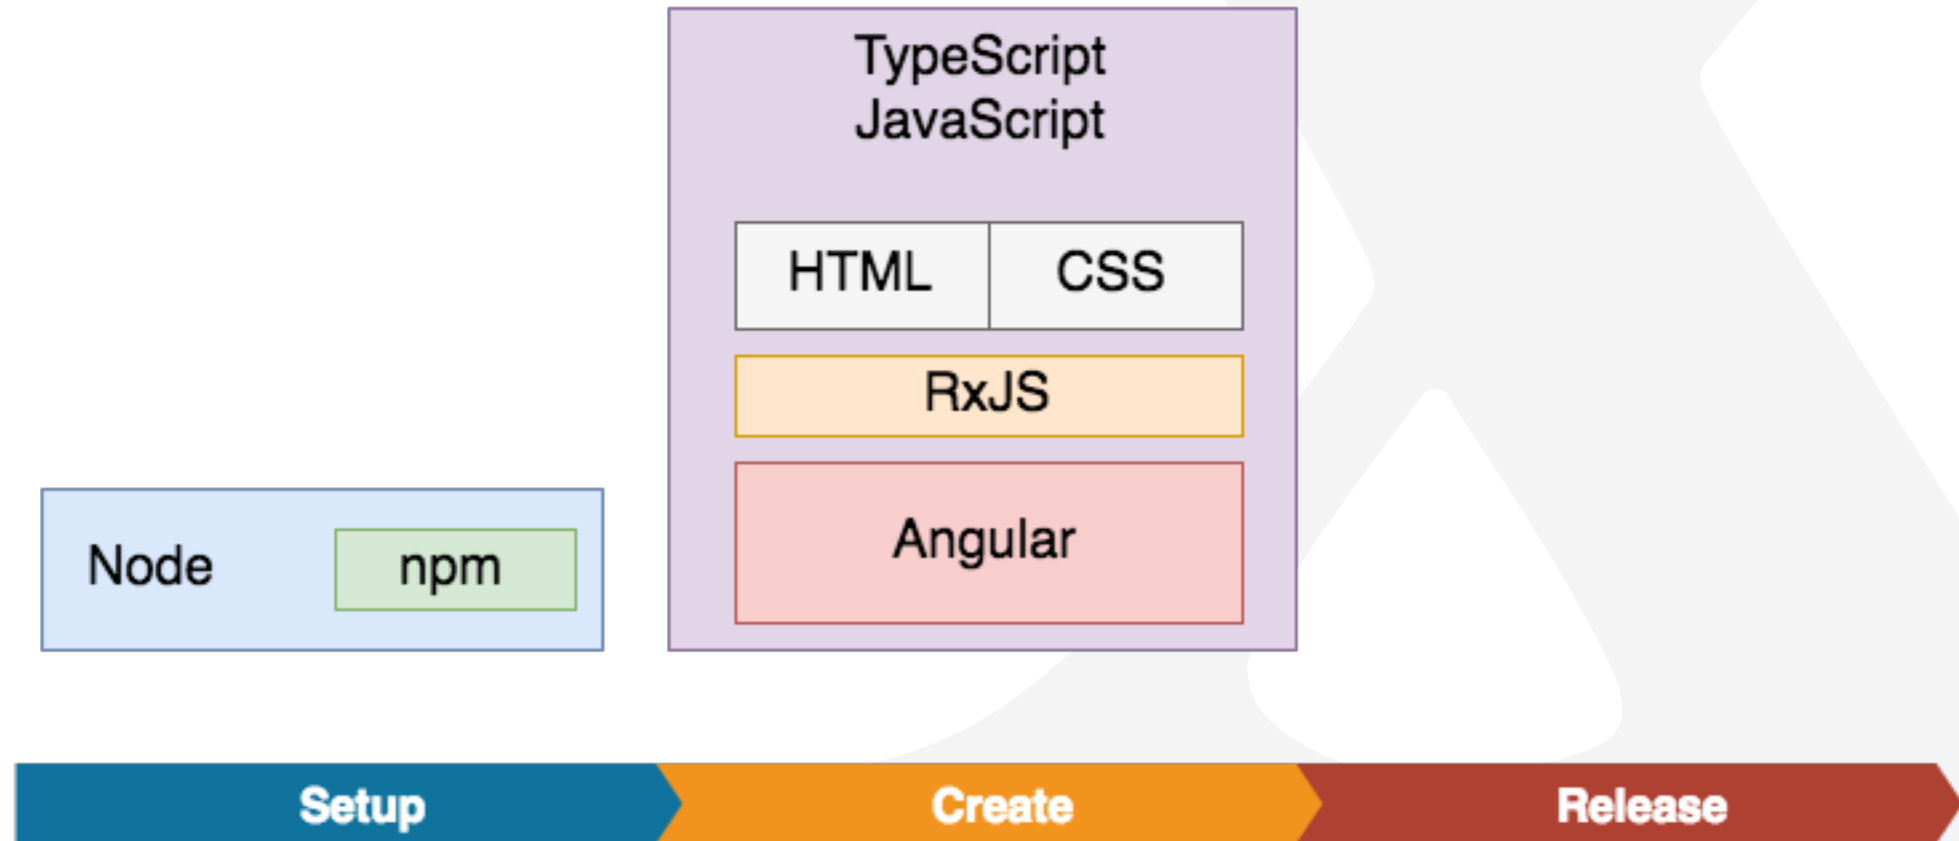 TypeScript
JavaScript
HTML CSS
RxJS
Angular
Node npm
Setup Create Release